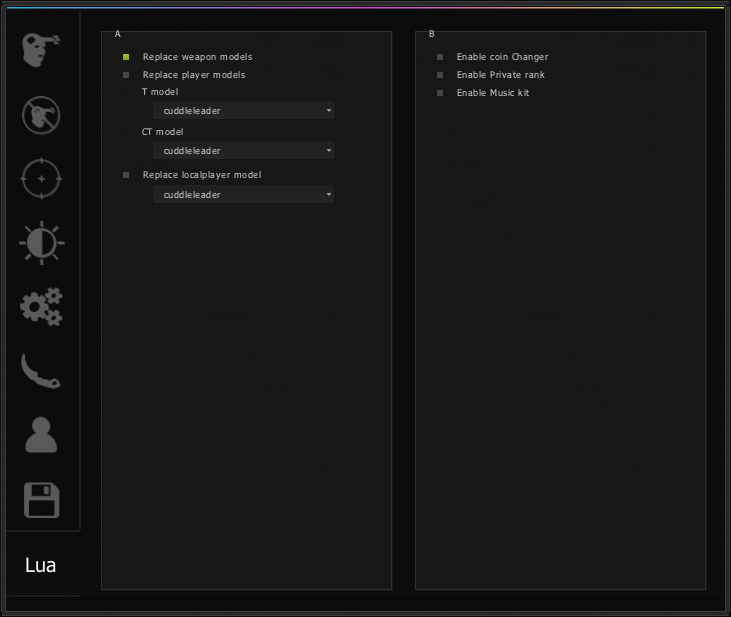 A
Replace weapon models
Replace player models
T model
cuddleleader
CT model
cuddleleader
Replace localplayer model
cuddleleader
B
Enable coin Changer
Enable Private rank
Enable Music kit
Lua